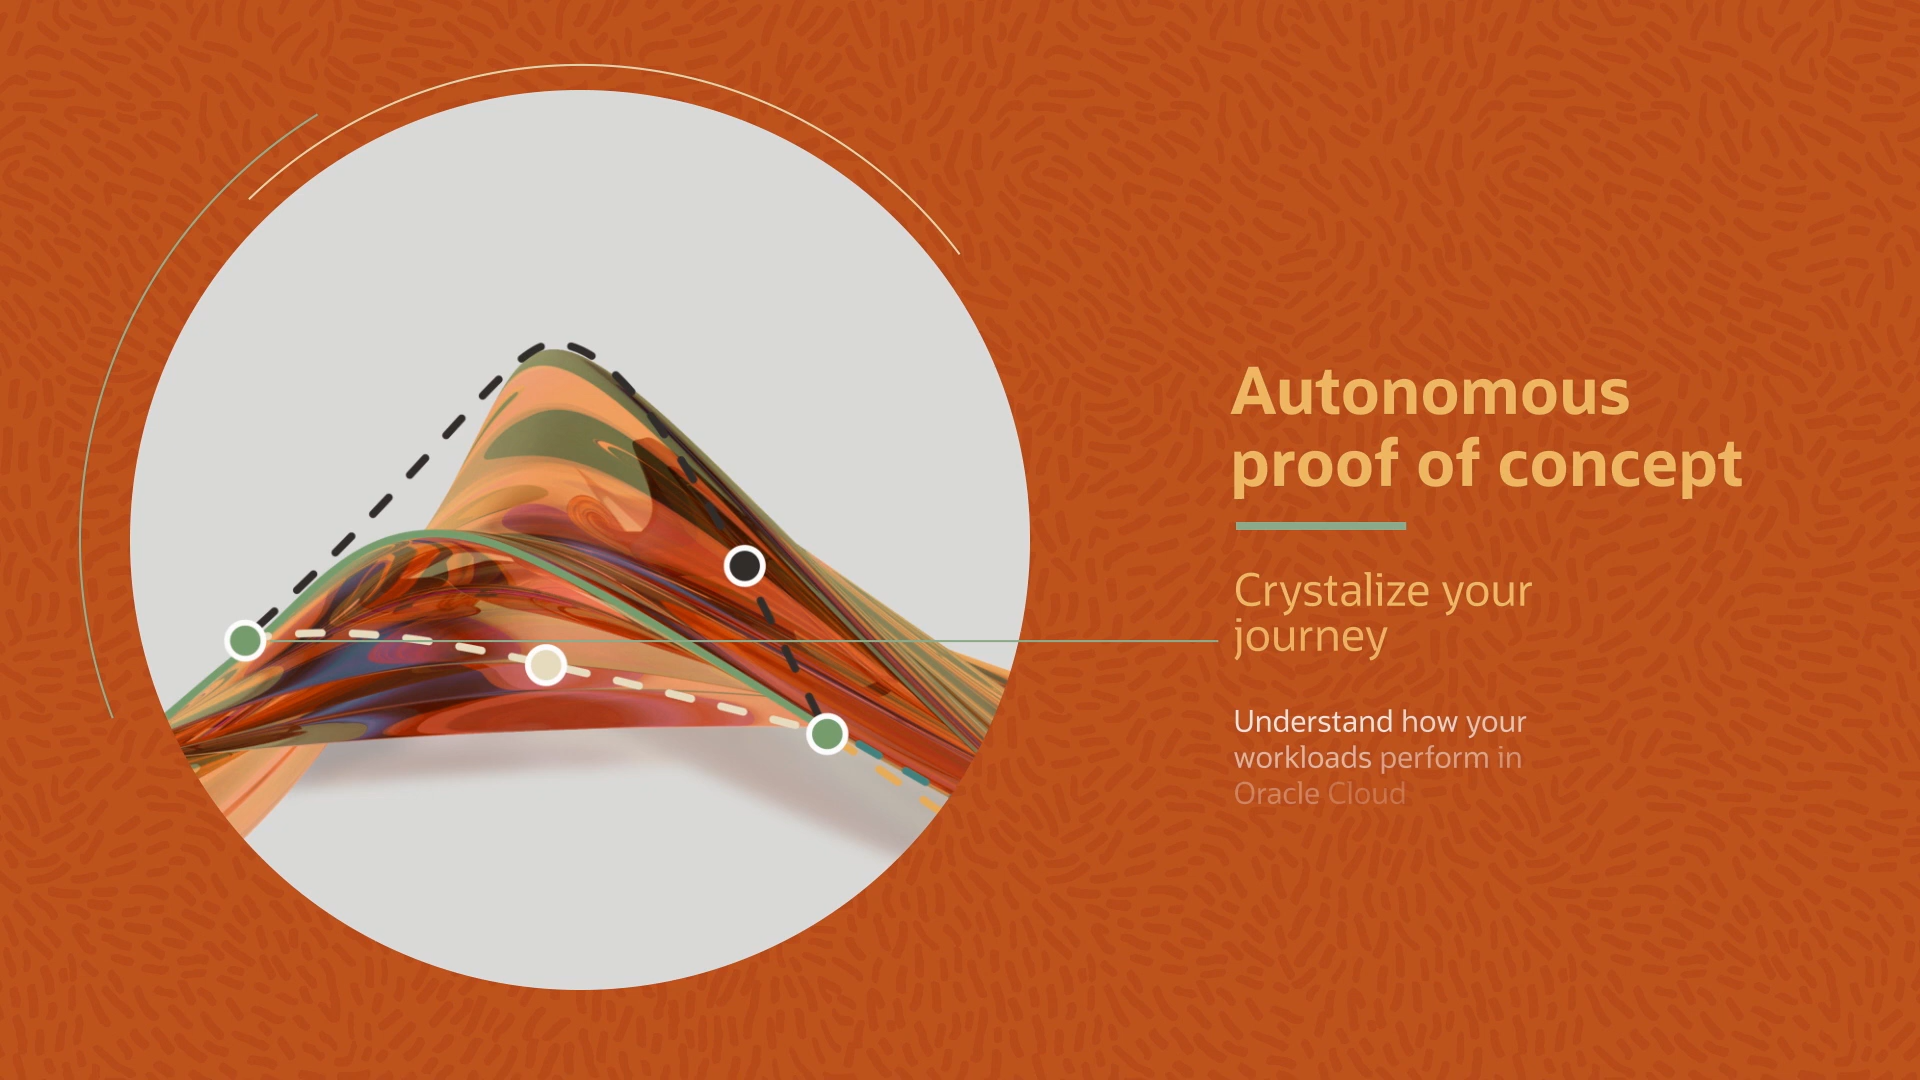 Autonomous
proof of concept
Crystalize your
journey
Understand how your
workloads perform in
Oracle Cloud